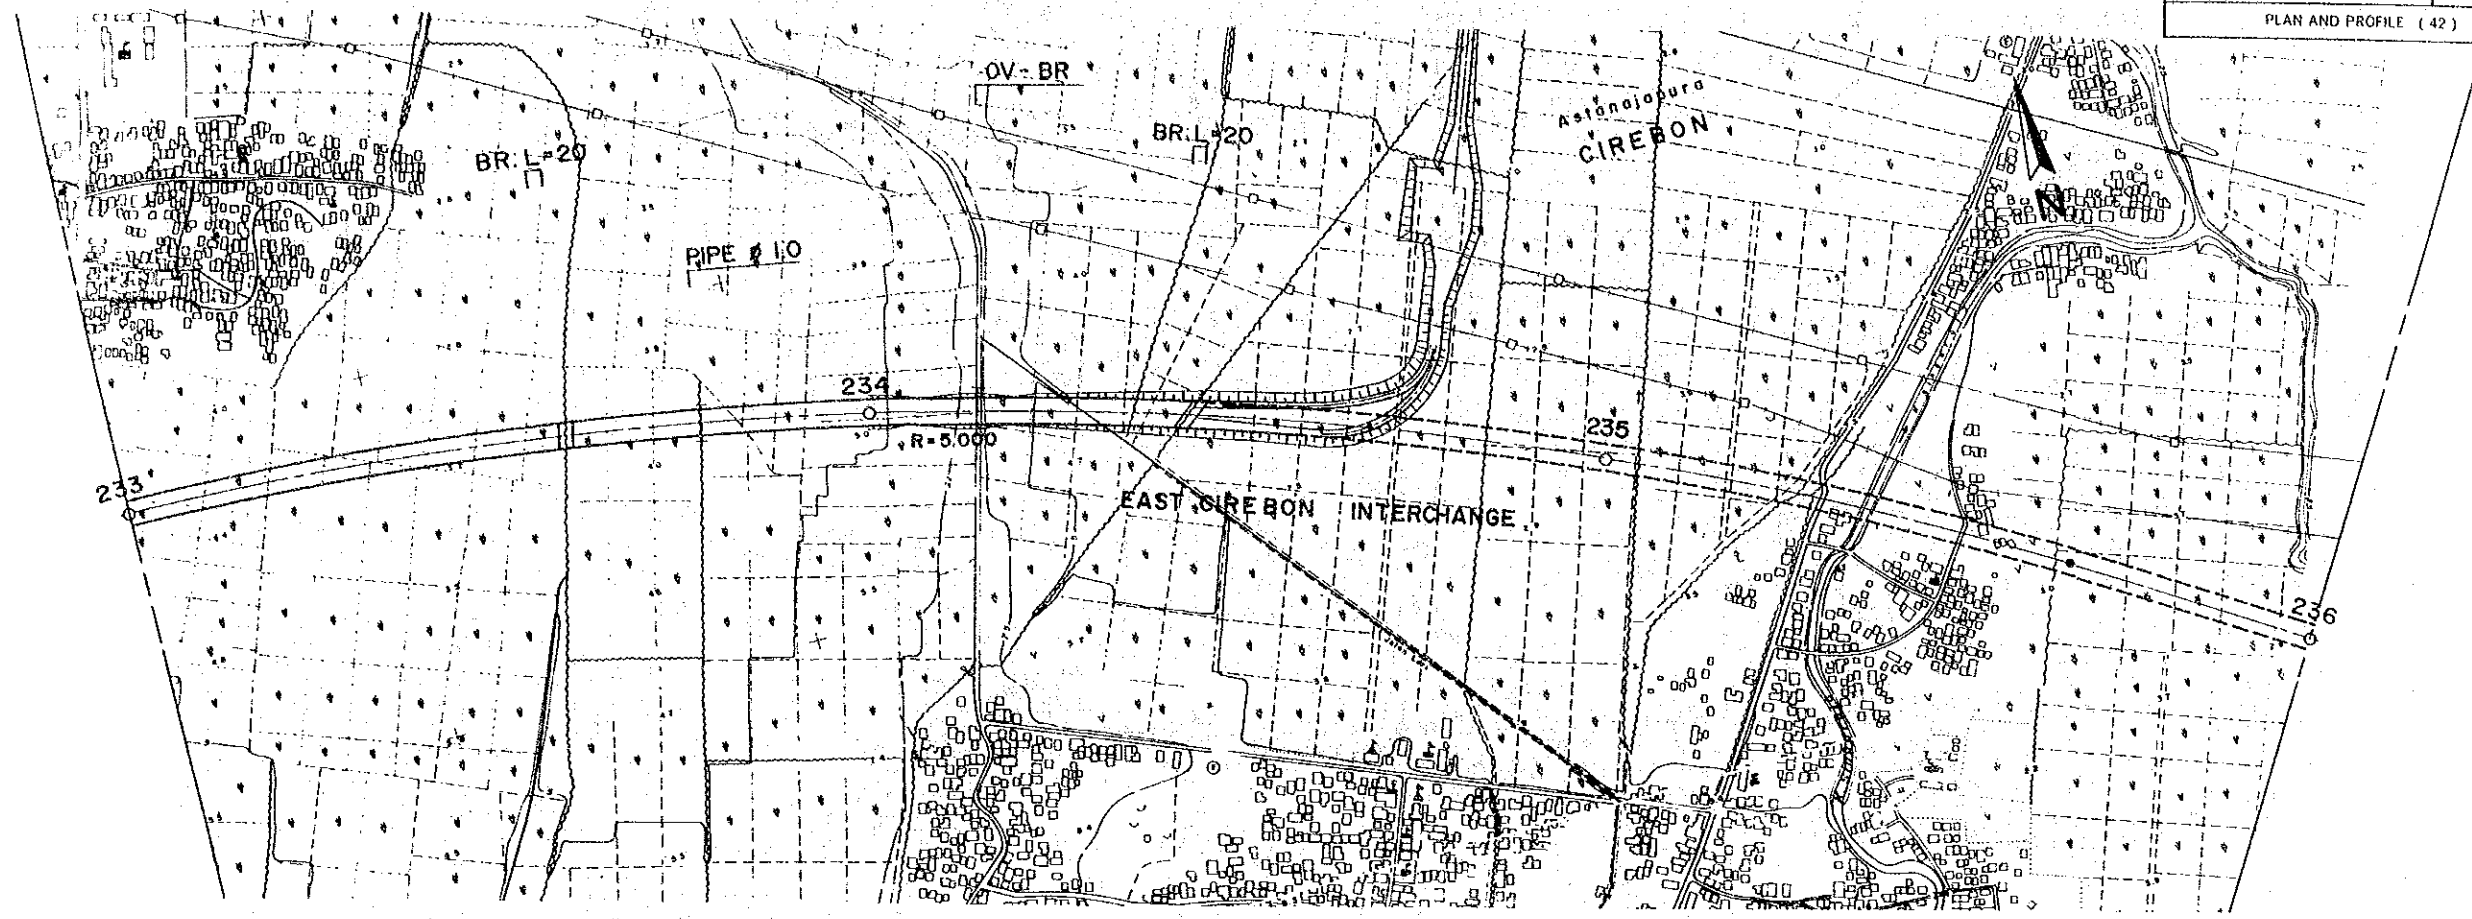 PLAN AND PROFILE ( 42 )
OV-BR
BR. L=20
BR. L=20
Astanajapura
CIREBON
N
PIPE ø 1.0
234
R=5.000
235
233
EAST CIREBON INTERCHANGE
236